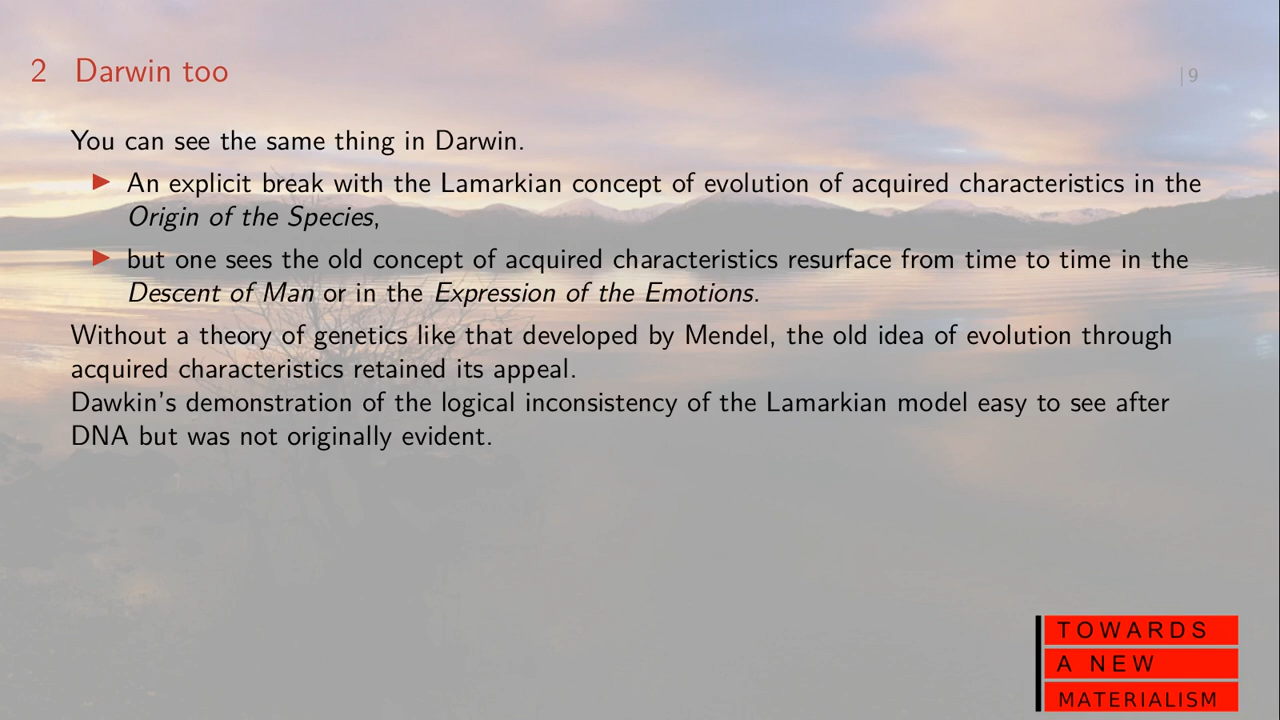 2 Darwin too
|9
You can see the same thing in Darwin.
▶ An explicit break with the Lamarkian concept of evolution of acquired characteristics in the
Origin of the Species,
▶ but one sees the old concept of acquired characteristics resurface from time to time in the
Descent of Man or in the Expression of the Emotions.
Without a theory of genetics like that developed by Mendel, the old idea of evolution through
acquired characteristics retained its appeal.
Dawkin's demonstration of the logical inconsistency of the Lamarkian model easy to see after
DNA but was not originally evident.
TOWARDS
A NEW
MATERIALISM